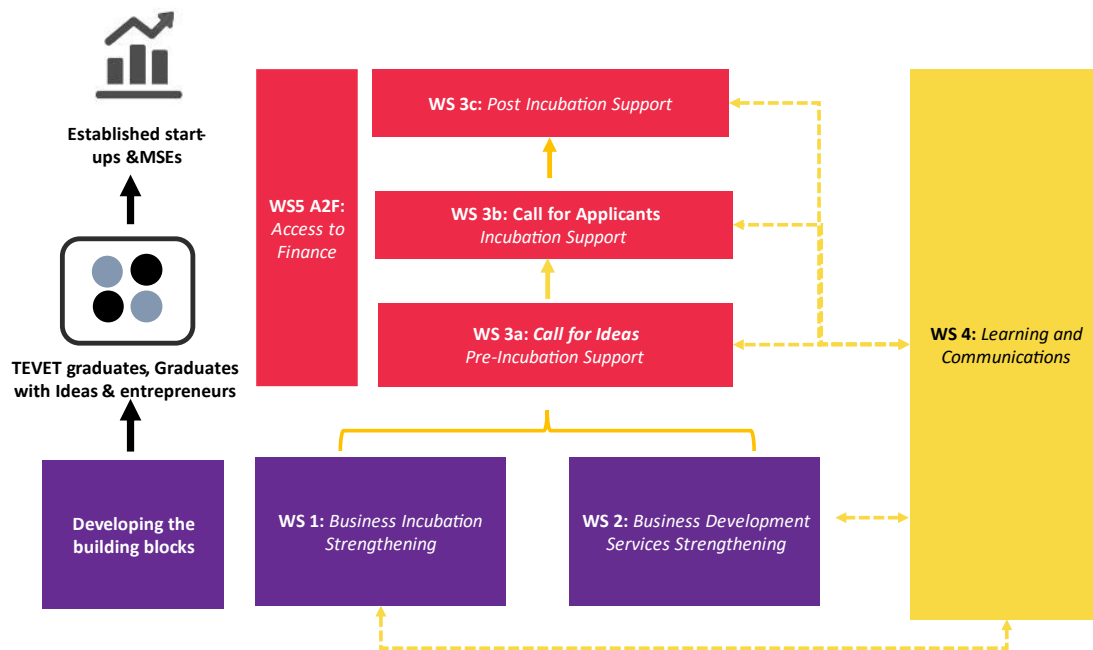 Established start-
ups &MSEs
TEVET graduates, Graduates
with Ideas & entrepreneurs
Developing the
building blocks
WS5 A2F:
Access to
Finance
WS 3c: Post Incubation Support
WS 3b: Call for Applicants
Incubation Support
WS 3a: Call for Ideas
Pre-Incubation Support
WS 1: Business Incubation
Strengthening
WS 2: Business Development
Services Strengthening
WS 4: Learning and
Communications